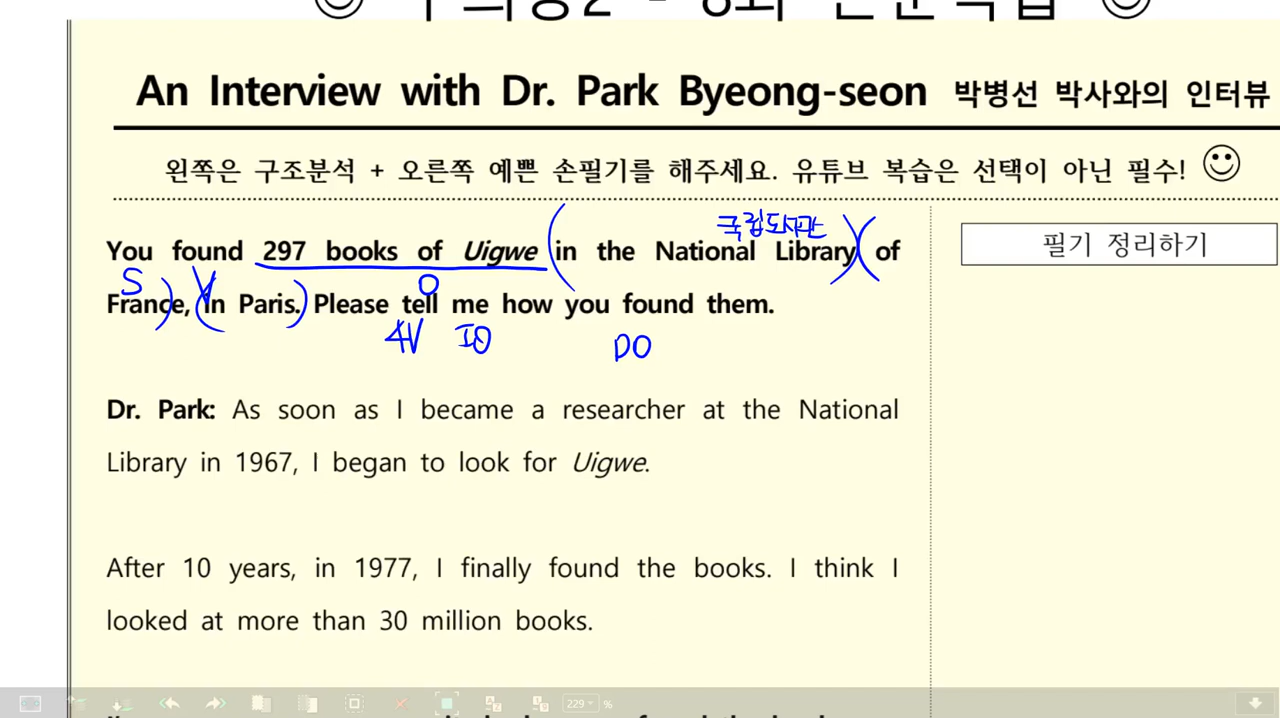 An Interview with Dr. Park Byeong-seon 박병선 박사와의 인터뷰
왼쪽은 구조분석 + 오른쪽 예쁜 손필기를 해주세요. 유튜브 복습은 선택이 아닌 필수!
국립도서관
You found 297 books of Uigwe (in the National Library)(of
S V O
France), (in Paris.) Please tell me how you found them.
4V IO DO
필기 정리하기
Dr. Park: As soon as I became a researcher at the National
Library in 1967, I began to look for Uigwe.
After 10 years, in 1977, I finally found the books. I think I
looked at more than 30 million books.
229 %